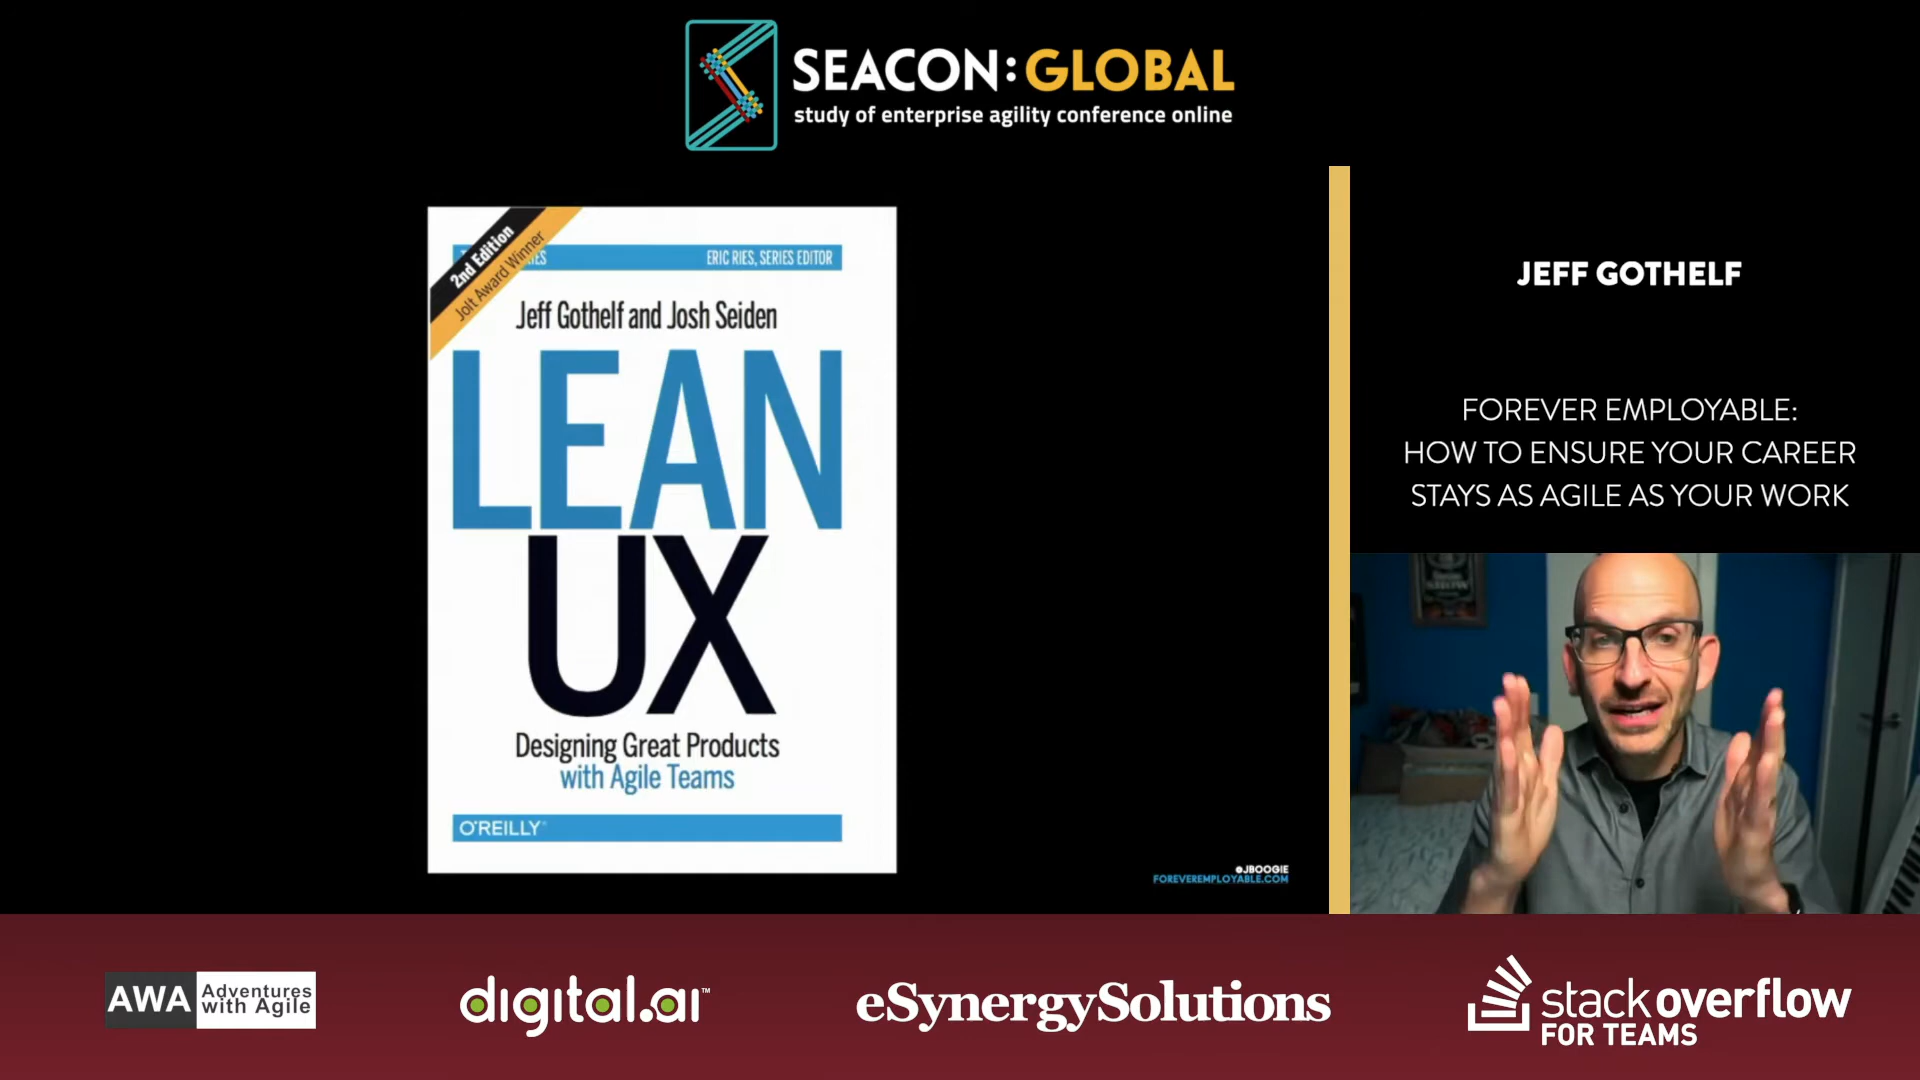 SEACON:GLOBAL
study of enterprise agility conference online
2nd Edition
Jolt Award Winner
ERIC RIES, SERIES EDITOR
Jeff Gothelf and Josh Seiden
LEAN
UX
Designing Great Products
with Agile Teams
O'REILLY®
@JBOOGIE
FOREVEREMPLOYABLE.COM
JEFF GOTHELF
FOREVER EMPLOYABLE:
HOW TO ENSURE YOUR CAREER
STAYS AS AGILE AS YOUR WORK
AWA Adventures
with Agile
digital.ai™
eSynergySolutions
stackoverflow
FOR TEAMS